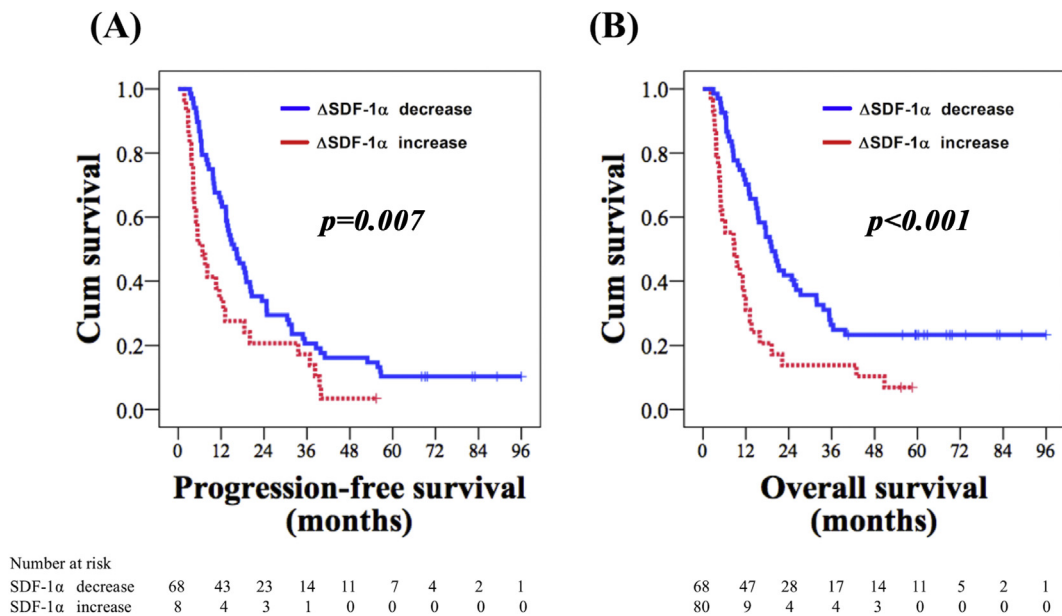 (A)
(B)
1.0
0.8
0.6
0.4
0.2
0.0
Cum survival
ΔSDF-1α decrease
ΔSDF-1α increase
p=0.007
0 12 24 36 48 60 72 84 96
Progression-free survival
(months)
1.0
0.8
0.6
0.4
0.2
0.0
Cum survival
ΔSDF-1α decrease
ΔSDF-1α increase
p<0.001
0 12 24 36 48 60 72 84 96
Overall survival
(months)
Number at risk
SDF-1α decrease 68 43 23 14 11 7 4 2 1 68 47 28 17 14 11 5 2 1
SDF-1α increase 8 4 3 1 0 0 0 0 0 80 9 4 4 3 0 0 0 0